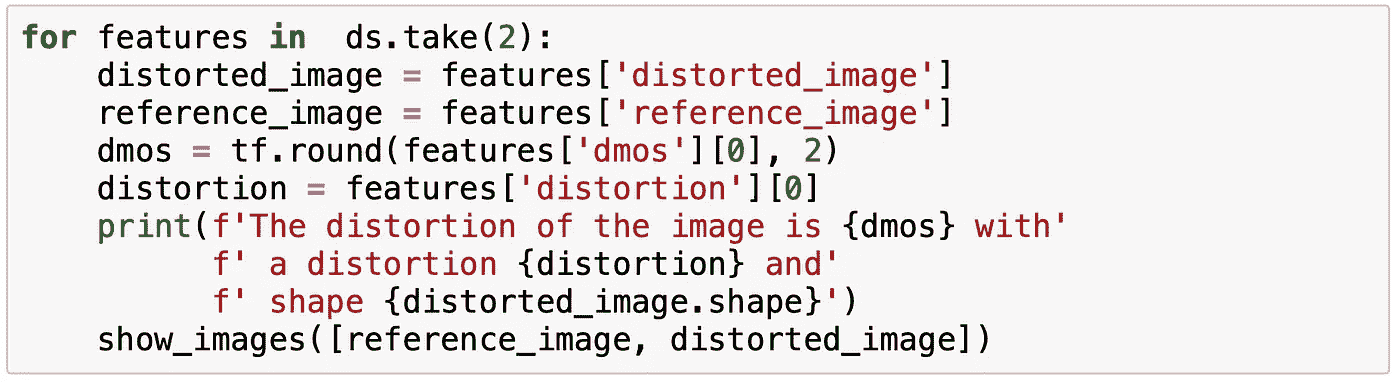 for features in  ds.take(2):
    distorted_image = features['distorted_image']
    reference_image = features['reference_image']
    dmos = tf.round(features['dmos'][0], 2)
    distortion = features['distortion'][0]
    print(f'The distortion of the image is {dmos} with'
          f' a distortion {distortion} and'
          f' shape {distorted_image.shape}')
    show_images([reference_image, distorted_image])